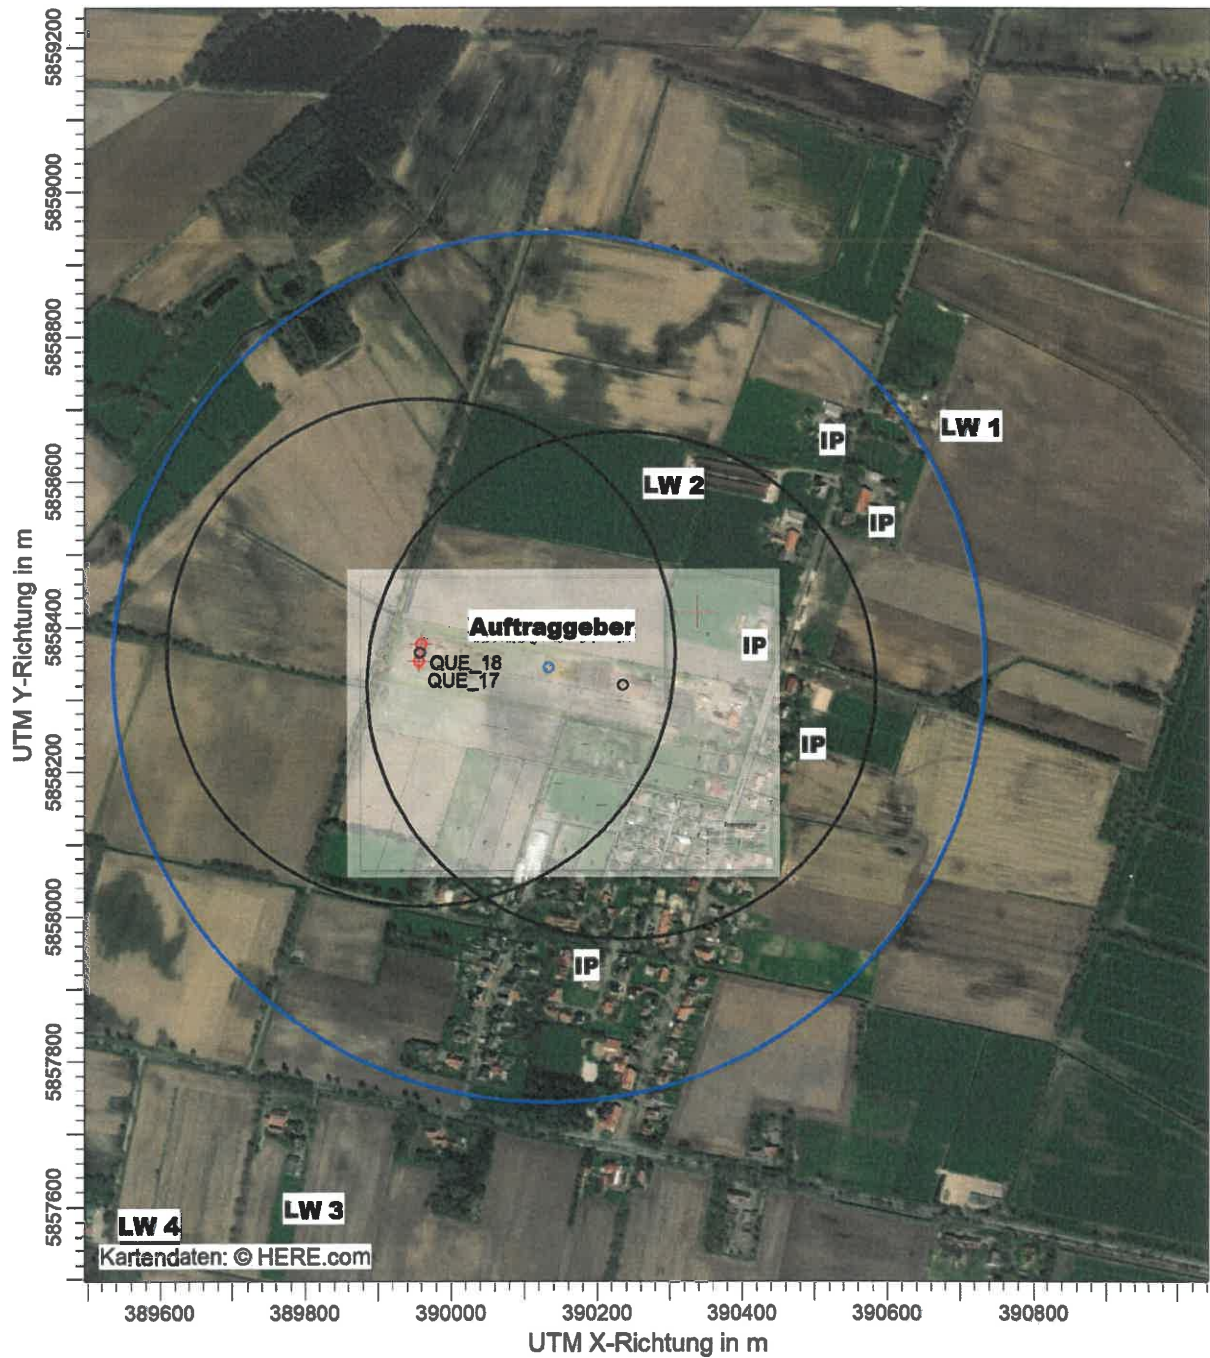 5859200
5859000
5858800
5858600
5858400
5858200
5858000
5857800
5857600
UTM Y-Richtung in m
IP
LW 1
LW 2
IP
Auftraggeber
IP
QUE_18
QUE_17
IP
IP
LW 3
LW 4
Kartendaten: © HERE.com
389600 389800 390000 390200 390400 390600 390800
UTM X-Richtung in m